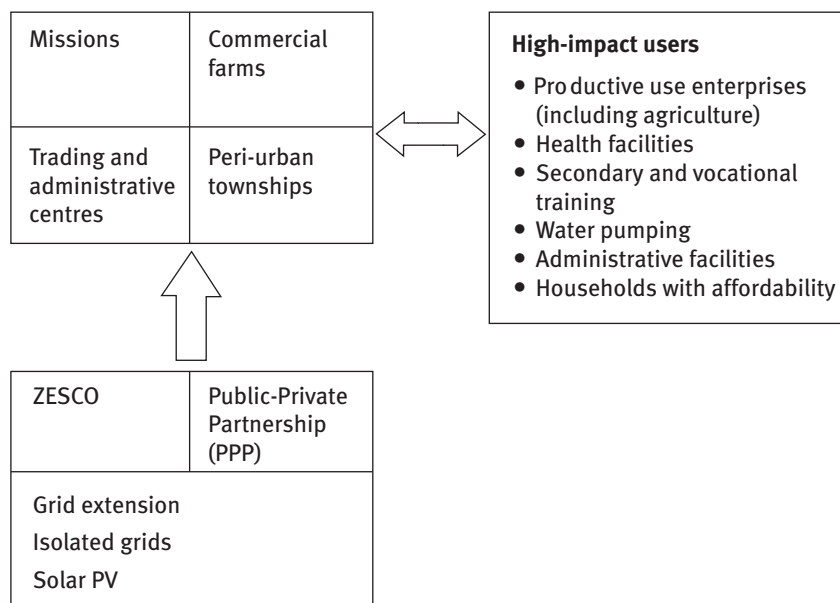 Missions
Commercial
farms
Trading and
administrative
centres
Peri-urban
townships
High-impact users
• Productive use enterprises
(including agriculture)
• Health facilities
• Secondary and vocational
training
• Water pumping
• Administrative facilities
• Households with affordability
ZESCO
Public-Private
Partnership
(PPP)
Grid extension
Isolated grids
Solar PV